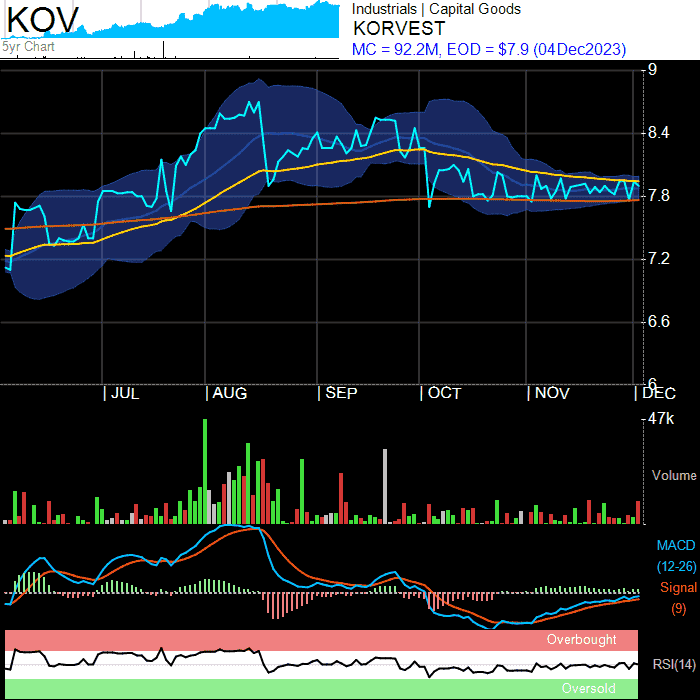 KOV
5yr Chart
Industrials | Capital Goods
KORVEST
MC = 92.2M, EOD = $7.9 (04Dec2023)
9
8.4
7.8
7.2
6.6
6
| JUL | AUG | SEP | OCT | NOV | DEC
47k
Volume
MACD
(12-26)
Signal
(9)
Overbought
RSI(14)
Oversold